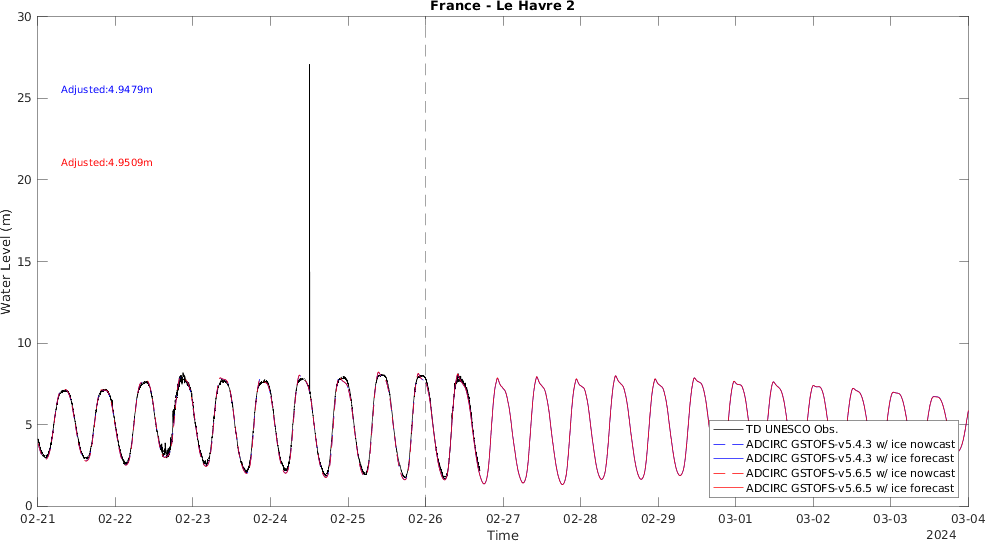 France - Le Havre 2
30
25
20
15
10
5
0
Water Level (m)
Adjusted:4.9479m
Adjusted:4.9509m
TD UNESCO Obs.
ADCIRC GSTOFS-v5.4.3 w/ ice nowcast
ADCIRC GSTOFS-v5.4.3 w/ ice forecast
ADCIRC GSTOFS-v5.6.5 w/ ice nowcast
ADCIRC GSTOFS-v5.6.5 w/ ice forecast
02-21 02-22 02-23 02-24 02-25 02-26 02-27 02-28 02-29 03-01 03-02 03-03 03-04
Time
2024